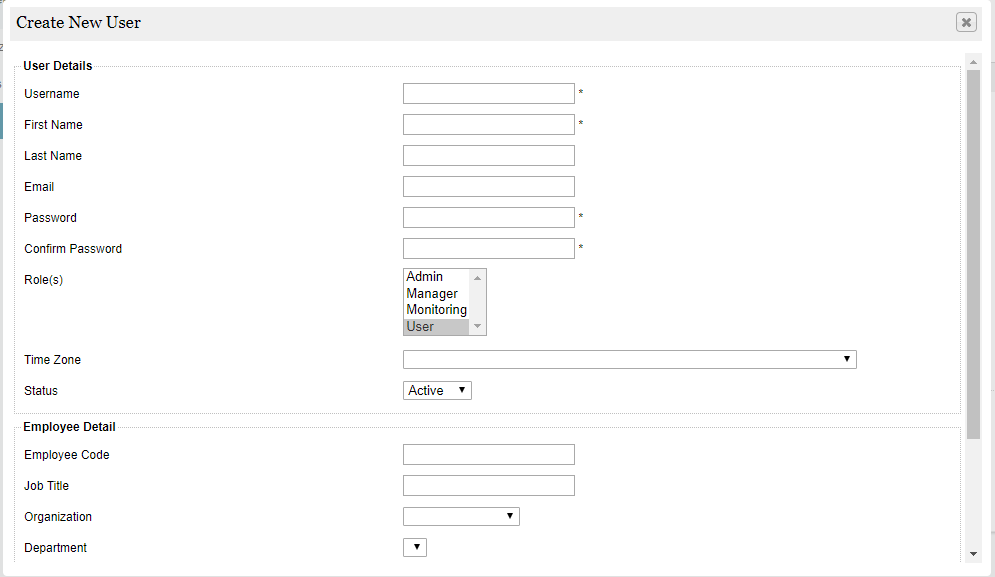 Create New User
User Details
Username *
First Name *
Last Name
Email
Password *
Confirm Password *
Role(s)
Admin
Manager
Monitoring
User
Time Zone
Status Active
Employee Detail
Employee Code
Job Title
Organization
Department